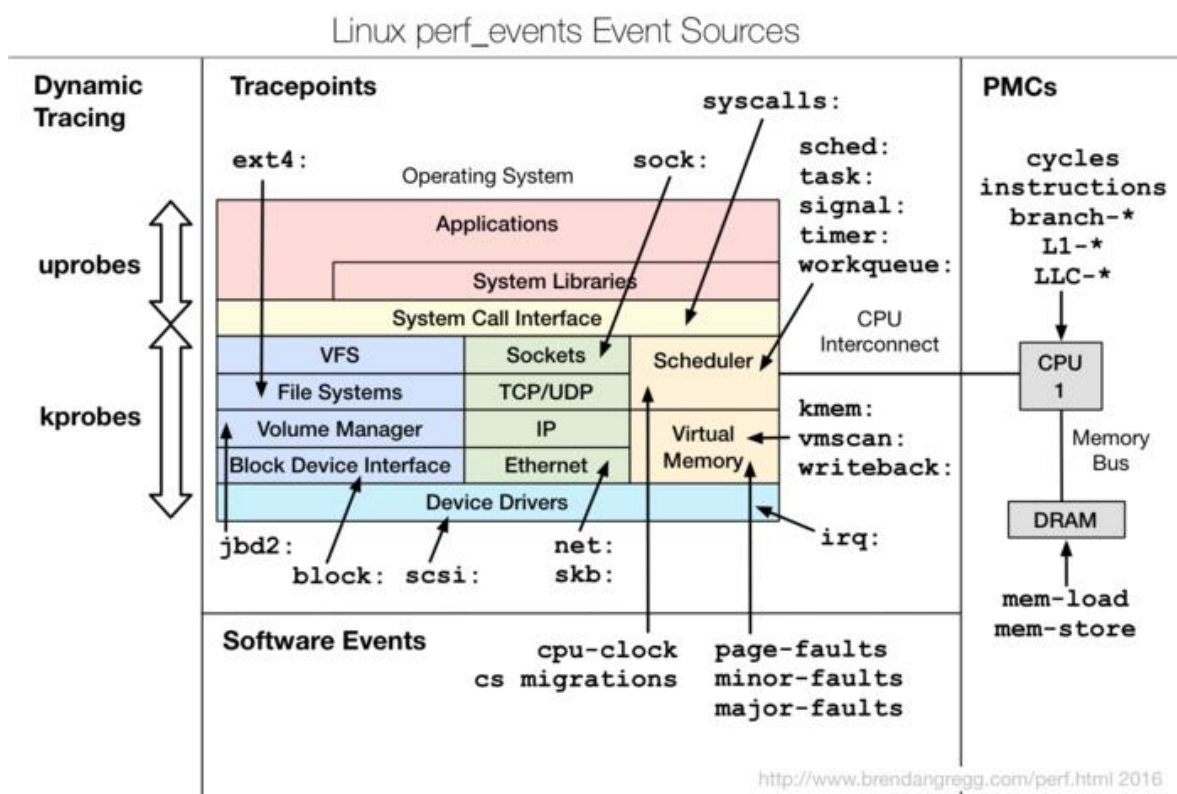 Linux perf_events Event Sources
Dynamic
Tracing
uprobes
kprobes
Tracepoints
syscalls:
ext4:
sock:
sched:
task:
signal:
timer:
workqueue:
Operating System
Applications
System Libraries
System Call Interface
VFS
Sockets
Scheduler
File Systems
TCP/UDP
Volume Manager
IP
Virtual
Memory
Block Device Interface
Ethernet
Device Drivers
CPU
Interconnect
kmem:
vmscan:
writeback:
irq:
jbd2:
block:
scsi:
net:
skb:
Software Events
cpu-clock
cs migrations
page-faults
minor-faults
major-faults
PMCs
cycles
instructions
branch-*
L1-*
LLC-*
CPU
1
Memory
Bus
DRAM
mem-load
mem-store
http://www.brendangregg.com/perf.html 2016